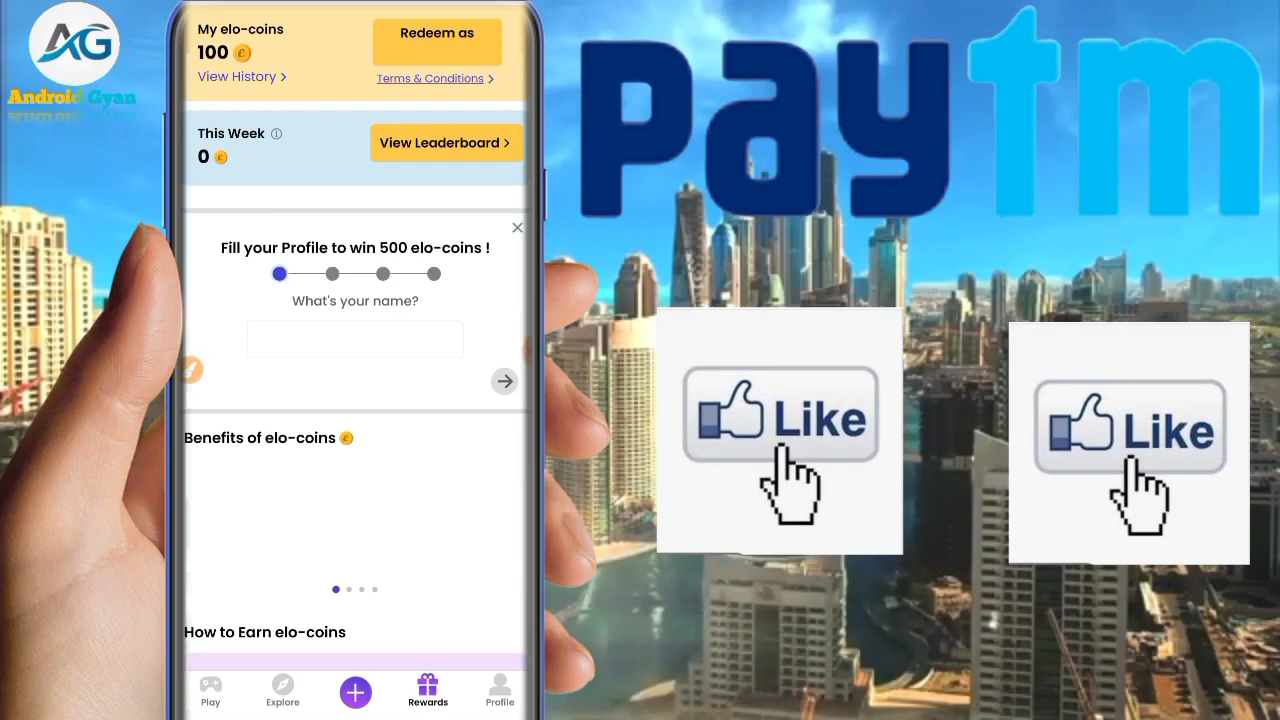 AG
Android Gyan
My elo-coins
100
View History >
Redeem as
Terms & Conditions >
This Week
0
View Leaderboard >
Fill your Profile to win 500 elo-coins !
What's your name?
Benefits of elo-coins
How to Earn elo-coins
Play
Explore
Rewards
Profile
paytm
Like
Like